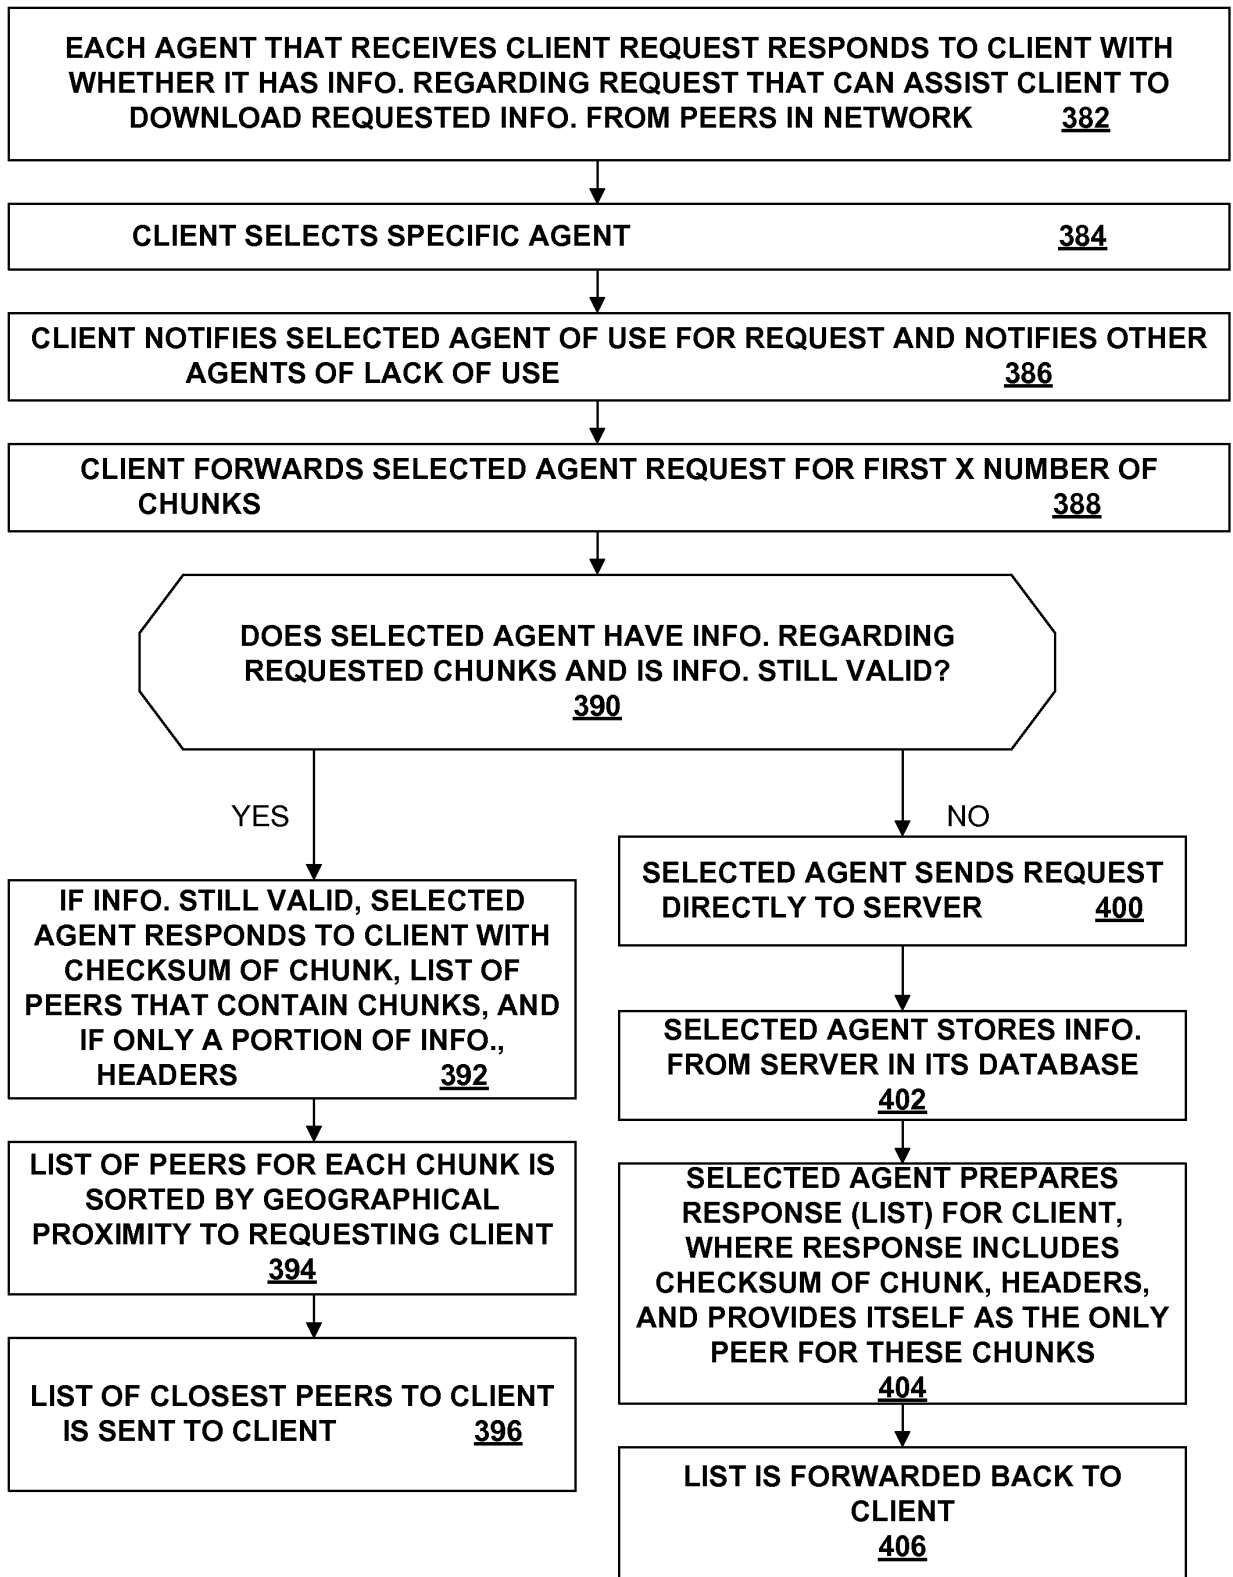 EACH AGENT THAT RECEIVES CLIENT REQUEST RESPONDS TO CLIENT WITH
WHETHER IT HAS INFO. REGARDING REQUEST THAT CAN ASSIST CLIENT TO
DOWNLOAD REQUESTED INFO. FROM PEERS IN NETWORK 382
CLIENT SELECTS SPECIFIC AGENT 384
CLIENT NOTIFIES SELECTED AGENT OF USE FOR REQUEST AND NOTIFIES OTHER
AGENTS OF LACK OF USE 386
CLIENT FORWARDS SELECTED AGENT REQUEST FOR FIRST X NUMBER OF
CHUNKS 388
DOES SELECTED AGENT HAVE INFO. REGARDING
REQUESTED CHUNKS AND IS INFO. STILL VALID?
390
YES
IF INFO. STILL VALID, SELECTED
AGENT RESPONDS TO CLIENT WITH
CHECKSUM OF CHUNK, LIST OF
PEERS THAT CONTAIN CHUNKS, AND
IF ONLY A PORTION OF INFO.,
HEADERS 392
LIST OF PEERS FOR EACH CHUNK IS
SORTED BY GEOGRAPHICAL
PROXIMITY TO REQUESTING CLIENT
394
LIST OF CLOSEST PEERS TO CLIENT
IS SENT TO CLIENT 396
NO
SELECTED AGENT SENDS REQUEST
DIRECTLY TO SERVER 400
SELECTED AGENT STORES INFO.
FROM SERVER IN ITS DATABASE
402
SELECTED AGENT PREPARES
RESPONSE (LIST) FOR CLIENT,
WHERE RESPONSE INCLUDES
CHECKSUM OF CHUNK, HEADERS,
AND PROVIDES ITSELF AS THE ONLY
PEER FOR THESE CHUNKS
404
LIST IS FORWARDED BACK TO
CLIENT
406